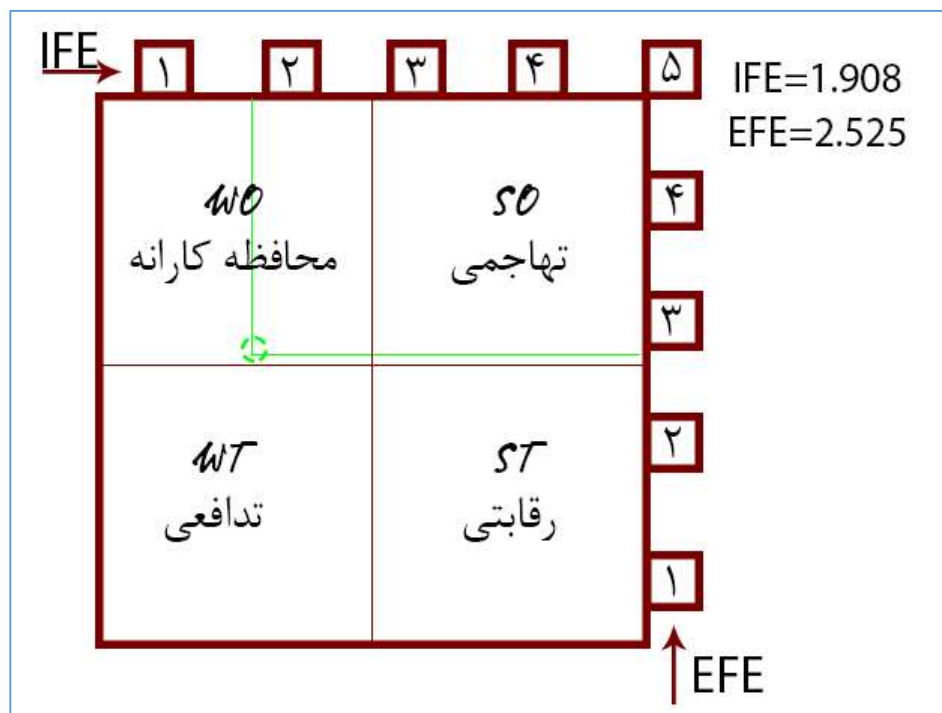 IFE
۱ ۲ ۳ ۴ ۵
IFE=1.908
EFE=2.525
WO
محافظه کارانه
SO
تهاجمی
۴
۳
WT
تدافعی
ST
رقابتی
۲
۱
EFE